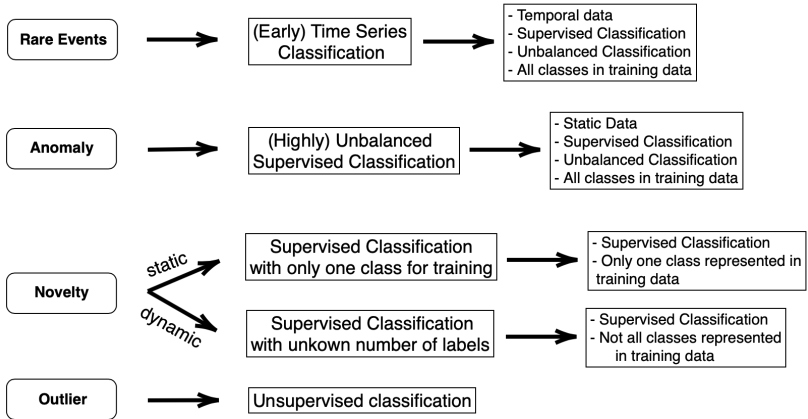 Rare Events
(Early) Time Series
Classification
- Temporal data
- Supervised Classification
- Unbalanced Classification
- All classes in training data
Anomaly
(Highly) Unbalanced
Supervised Classification
- Static Data
- Supervised Classification
- Unbalanced Classification
- All classes in training data
Novelty
static
Supervised Classification
with only one class for training
- Supervised Classification
- Only one class represented in
training data
dynamic
Supervised Classification
with unkown number of labels
- Supervised Classification
- Not all classes represented
in training data
Outlier
Unsupervised classification